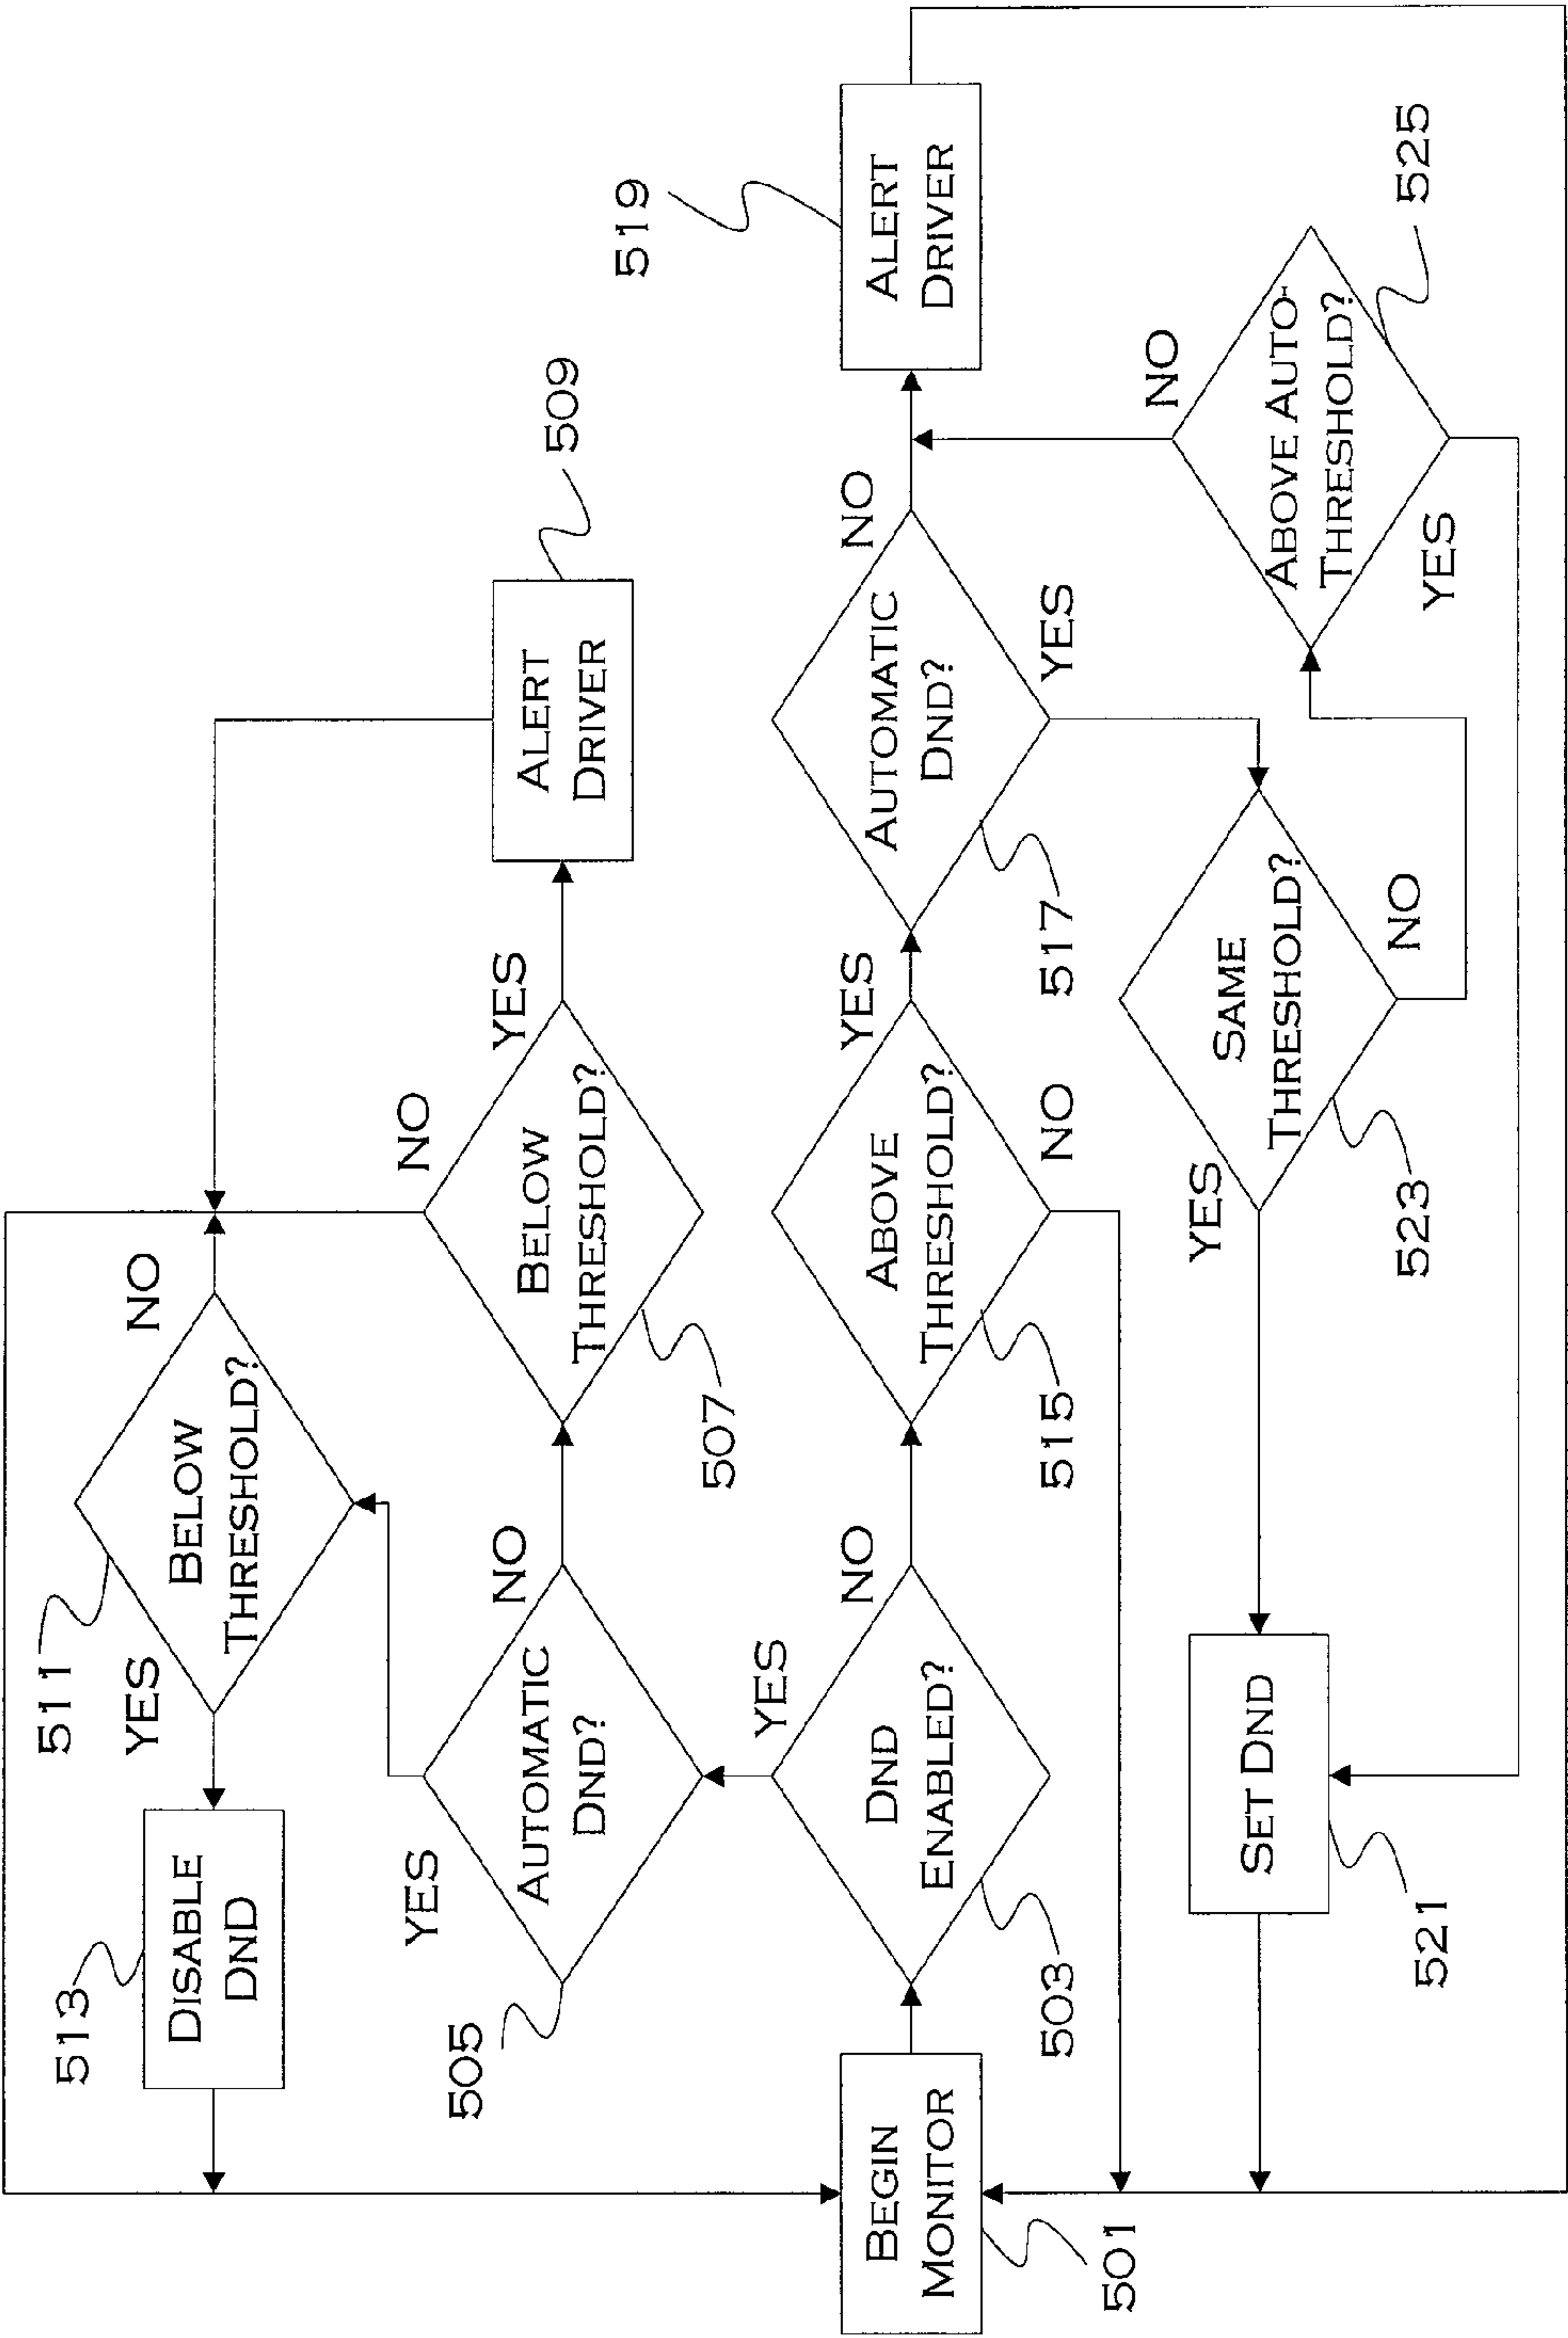 513
DISABLE
DND
YES
511
BELOW
THRESHOLD?
NO
505
YES
AUTOMATIC
DND?
NO
507
BELOW
THRESHOLD?
NO
YES
ALERT
DRIVER
509
BEGIN
MONITOR
501
YES
DND
ENABLED?
503
NO
ABOVE
THRESHOLD?
515
YES
NO
AUTOMATIC
DND?
517
NO
YES
ALERT
DRIVER
519
SET DND
521
YES
SAME
THRESHOLD?
523
NO
ABOVE AUTO-
THRESHOLD?
NO
YES
525